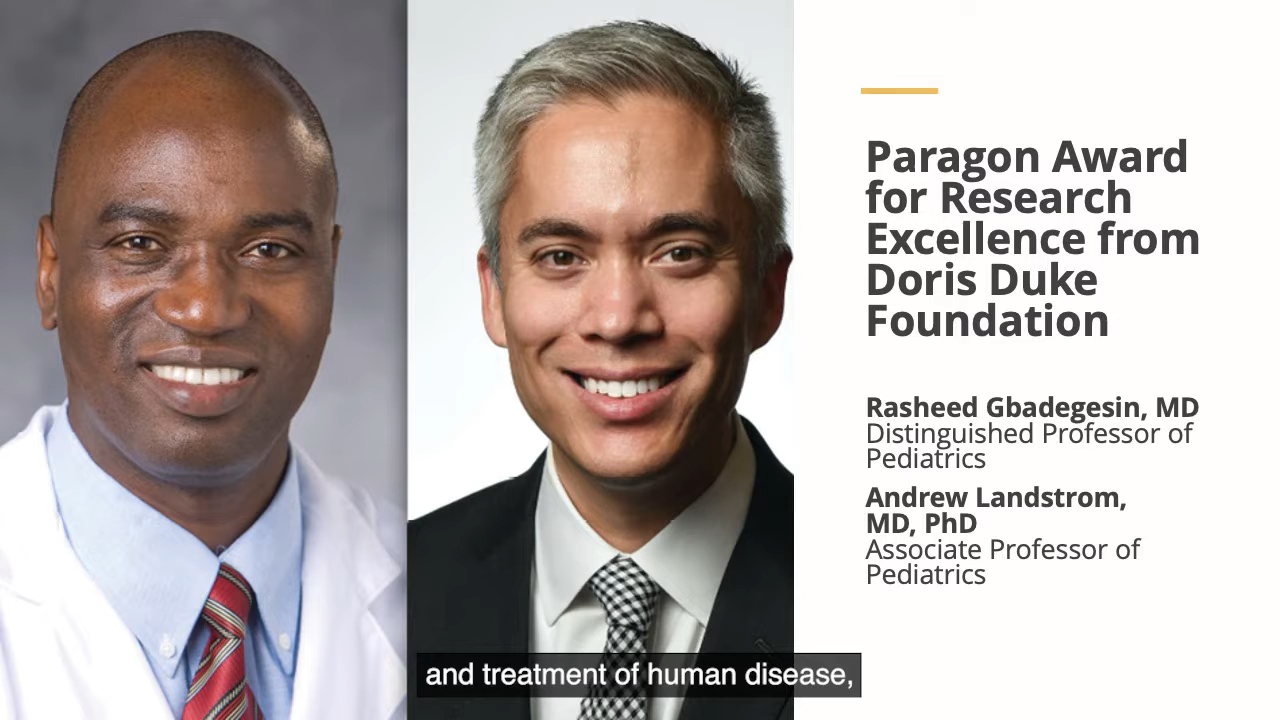 Paragon Award
for Research
Excellence from
Doris Duke
Foundation
Rasheed Gbadegesin, MD
Distinguished Professor of
Pediatrics
Andrew Landstrom,
MD, PhD
Associate Professor of
Pediatrics
and treatment of human disease,